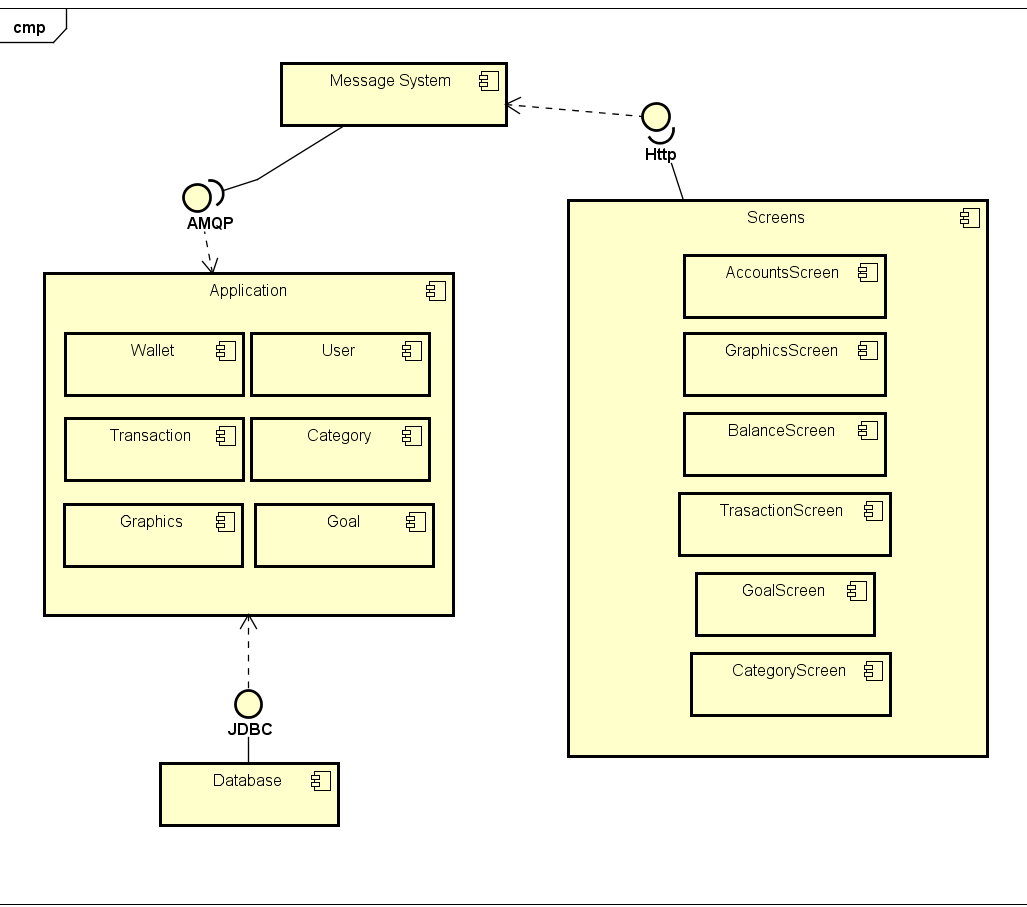 cmp
Message System
Http
AMQP
Screens
AccountsScreen
Application
Wallet
User
GraphicsScreen
Transaction
Category
BalanceScreen
Graphics
Goal
TrasactionScreen
GoalScreen
CategoryScreen
JDBC
Database